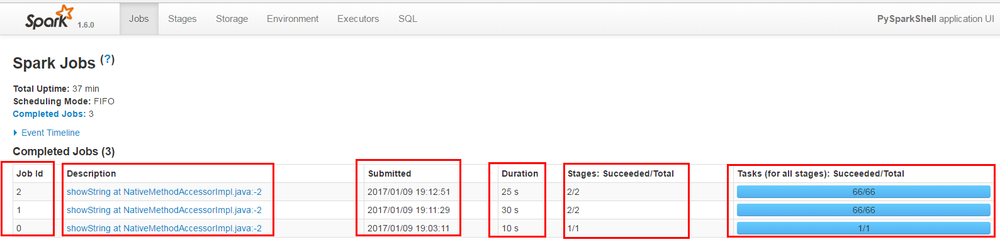 Spark 1.6.0 Jobs Stages Storage Environment Executors SQL PySparkShell application UI
Spark Jobs (?)
Total Uptime: 37 min
Scheduling Mode: FIFO
Completed Jobs: 3
Event Timeline
Completed Jobs (3)
Job Id Description Submitted Duration Stages: Succeeded/Total Tasks (for all stages): Succeeded/Total
2 showString at NativeMethodAccessorImpl.java:-2 2017/01/09 19:12:51 25 s 2/2 66/66
1 showString at NativeMethodAccessorImpl.java:-2 2017/01/09 19:11:29 30 s 2/2 66/66
0 showString at NativeMethodAccessorImpl.java:-2 2017/01/09 19:03:11 10 s 1/1 1/1